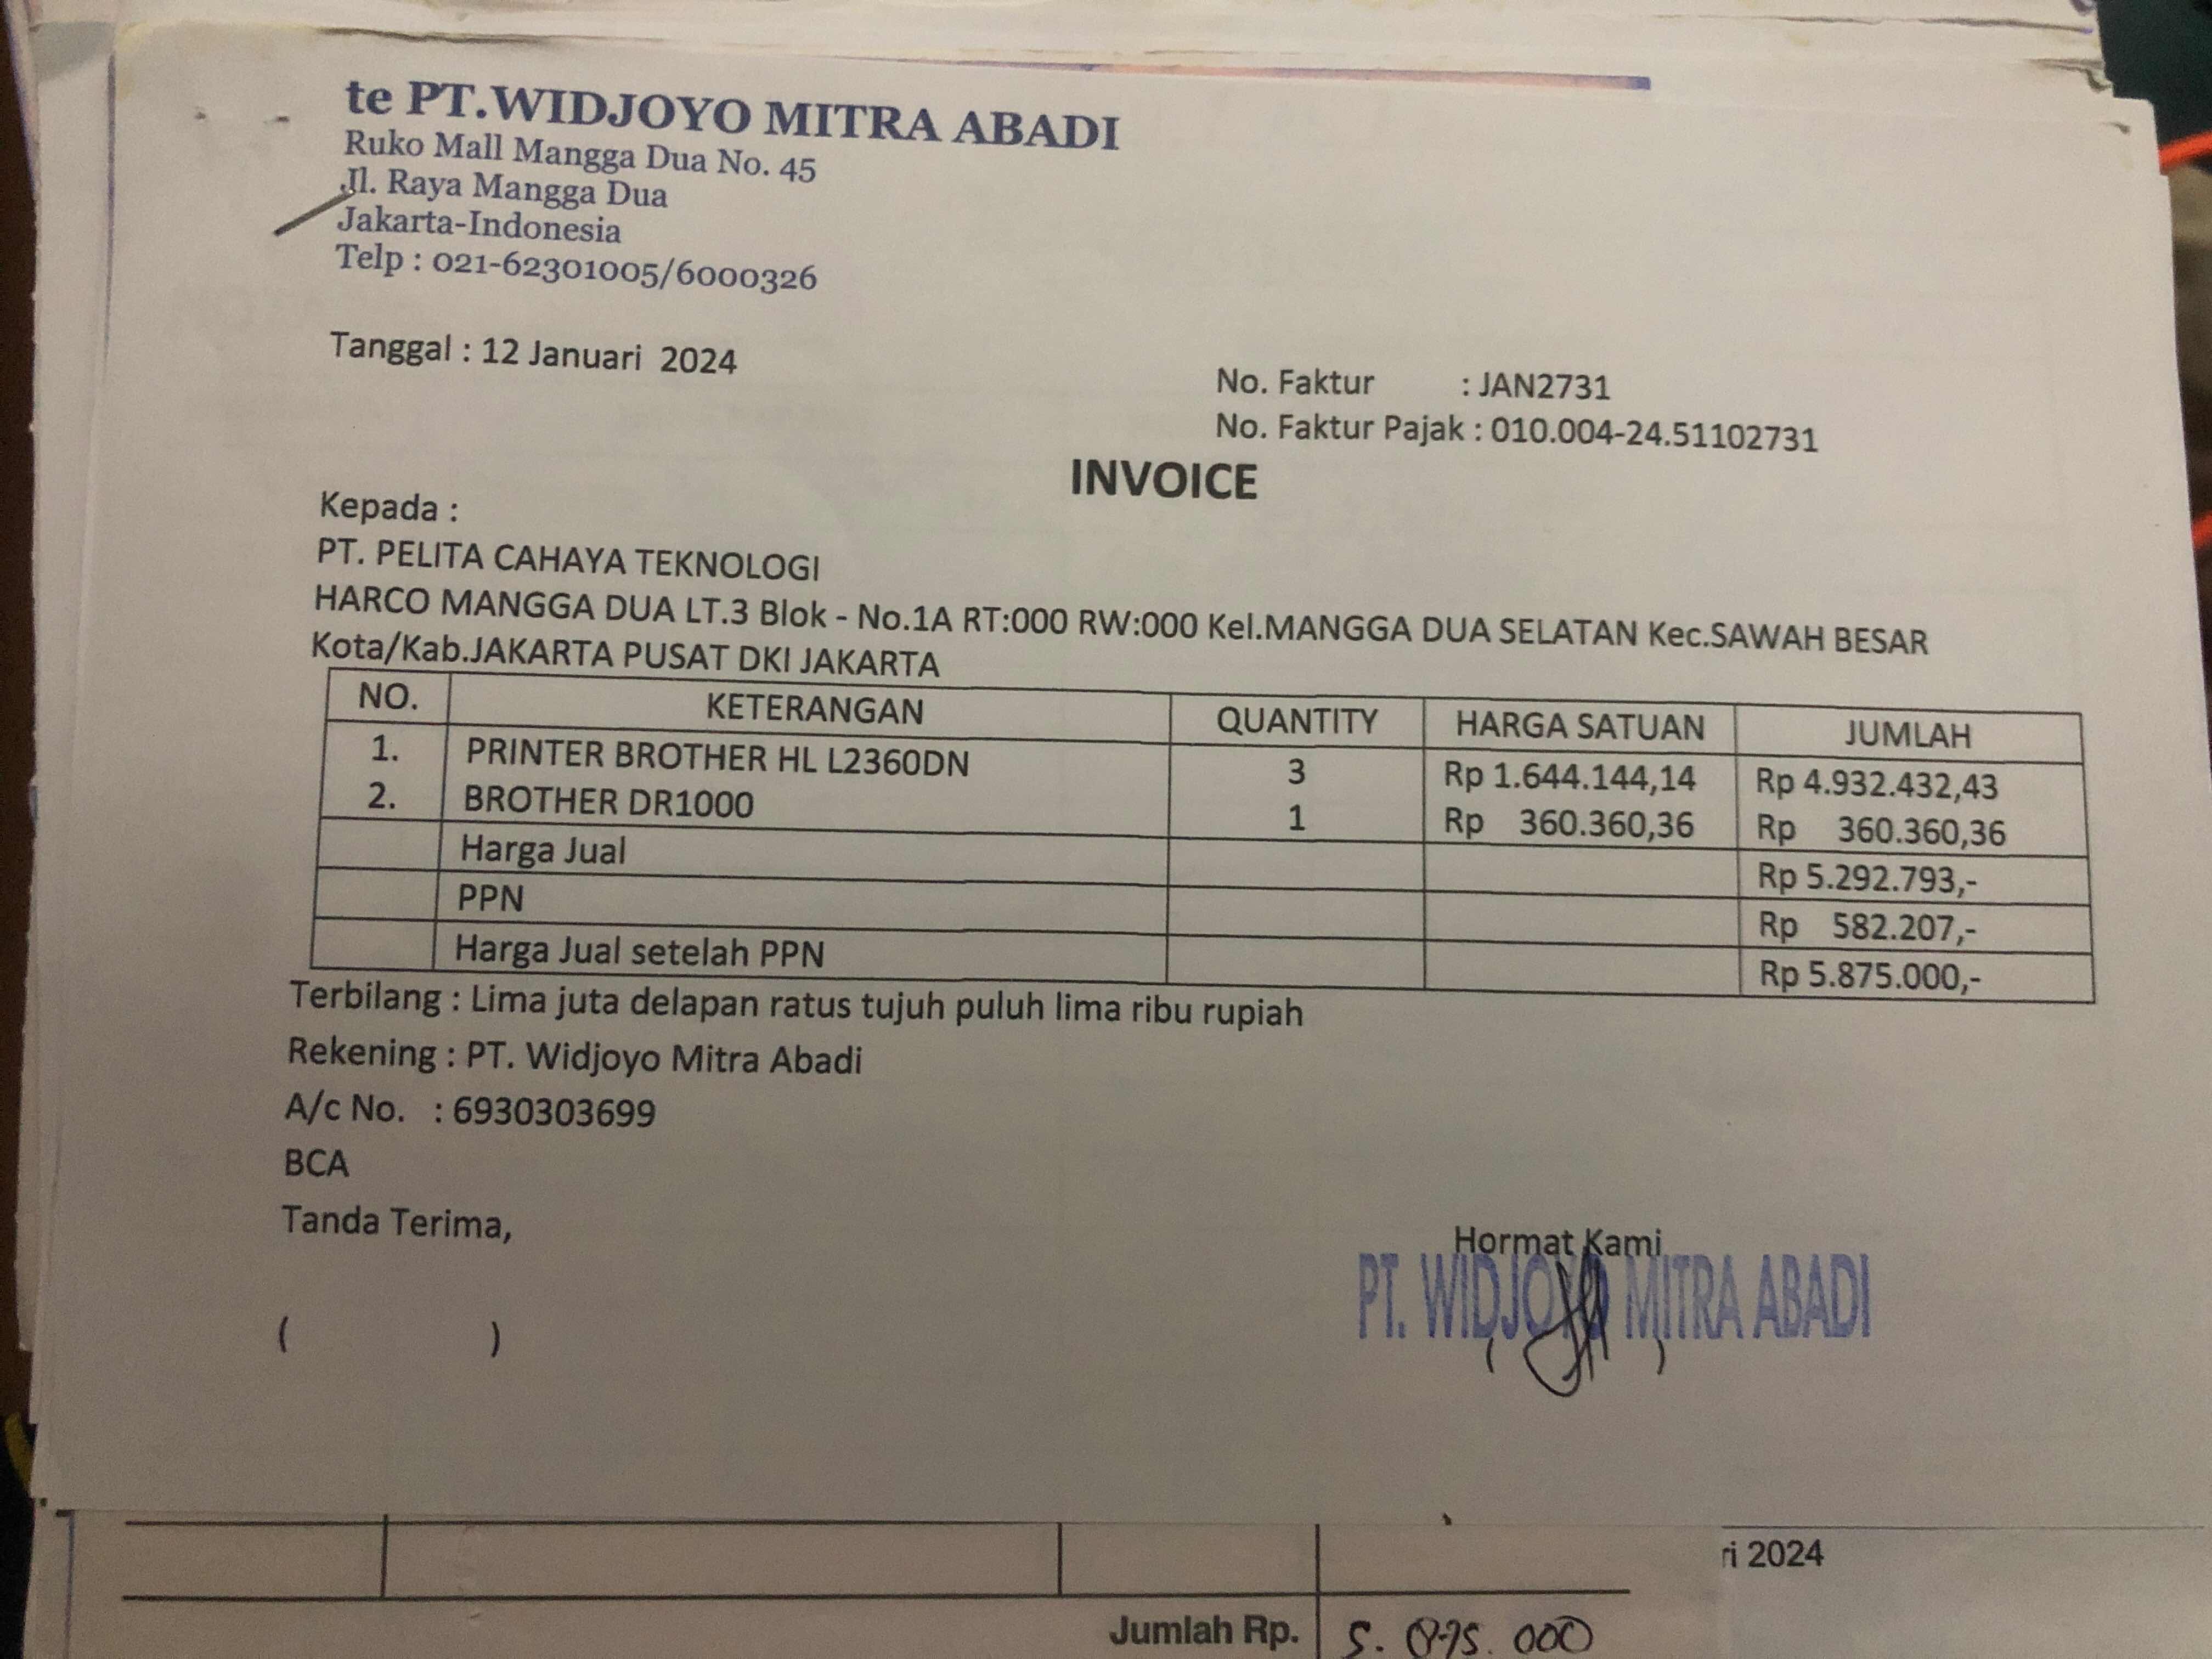 te PT.WIDJOYO MITRA ABADI
Ruko Mall Mangga Dua No. 45
Jl. Raya Mangga Dua
Jakarta-Indonesia
Telp : 021-62301005/6000326
Tanggal : 12 Januari 2024
No. Faktur : JAN2731
No. Faktur Pajak : 010.004-24.51102731
INVOICE
Kepada :
PT. PELITA CAHAYA TEKNOLOGI
HARCO MANGGA DUA LT.3 Blok - No.1A RT:000 RW:000 Kel.MANGGA DUA SELATAN Kec.SAWAH BESAR
Kota/Kab.JAKARTA PUSAT DKI JAKARTA
NO. KETERANGAN QUANTITY HARGA SATUAN JUMLAH
1. PRINTER BROTHER HL L2360DN 3 Rp 1.644.144,14 Rp 4.932.432,43
2. BROTHER DR1000 1 Rp 360.360,36 Rp 360.360,36
Harga Jual Rp 5.292.793,-
PPN Rp 582.207,-
Harga Jual setelah PPN Rp 5.875.000,-
Terbilang : Lima juta delapan ratus tujuh puluh lima ribu rupiah
Rekening : PT. Widjoyo Mitra Abadi
A/c No. : 6930303699
BCA
Tanda Terima,
Hormat Kami
PT. WIDJOYO MITRA ABADI
( )
( )
ri 2024
Jumlah Rp. 5.875.000